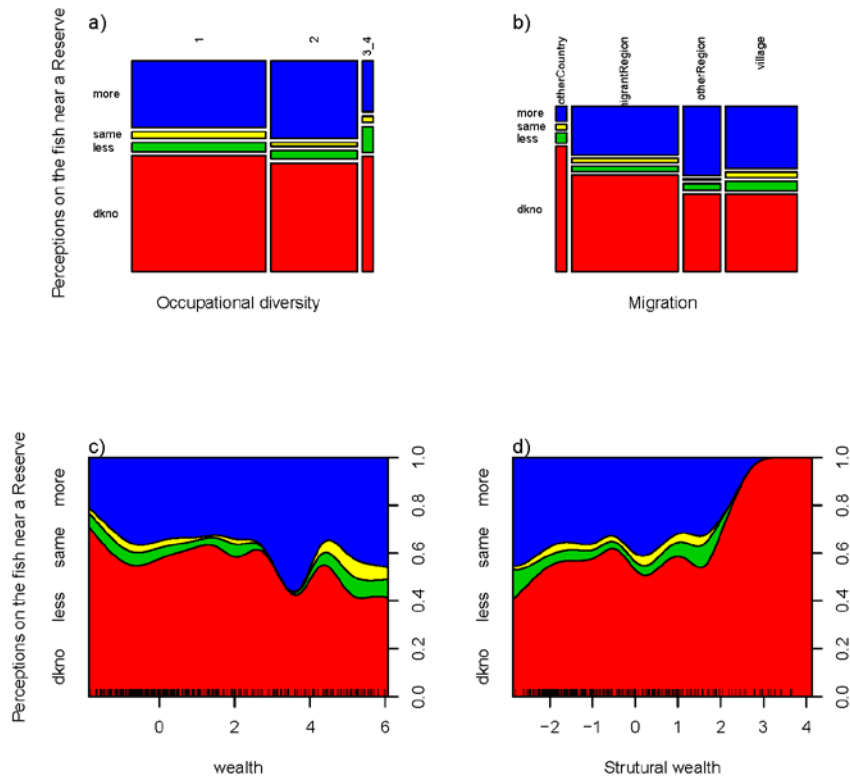 a)
1
2
3_4
Perceptions on the fish near a Reserve
more
same
less
dkno
Occupational diversity
b)
otherCountry
migrantRegion
otherRegion
village
more
same
less
dkno
Migration
c)
Perceptions on the fish near a Reserve
more
same
less
dkno
1.0
0.8
0.6
0.4
0.2
0.0
0
2
4
6
wealth
d)
more
same
less
dkno
1.0
0.8
0.6
0.4
0.2
0.0
−2
−1
0
1
2
3
4
Strutural wealth